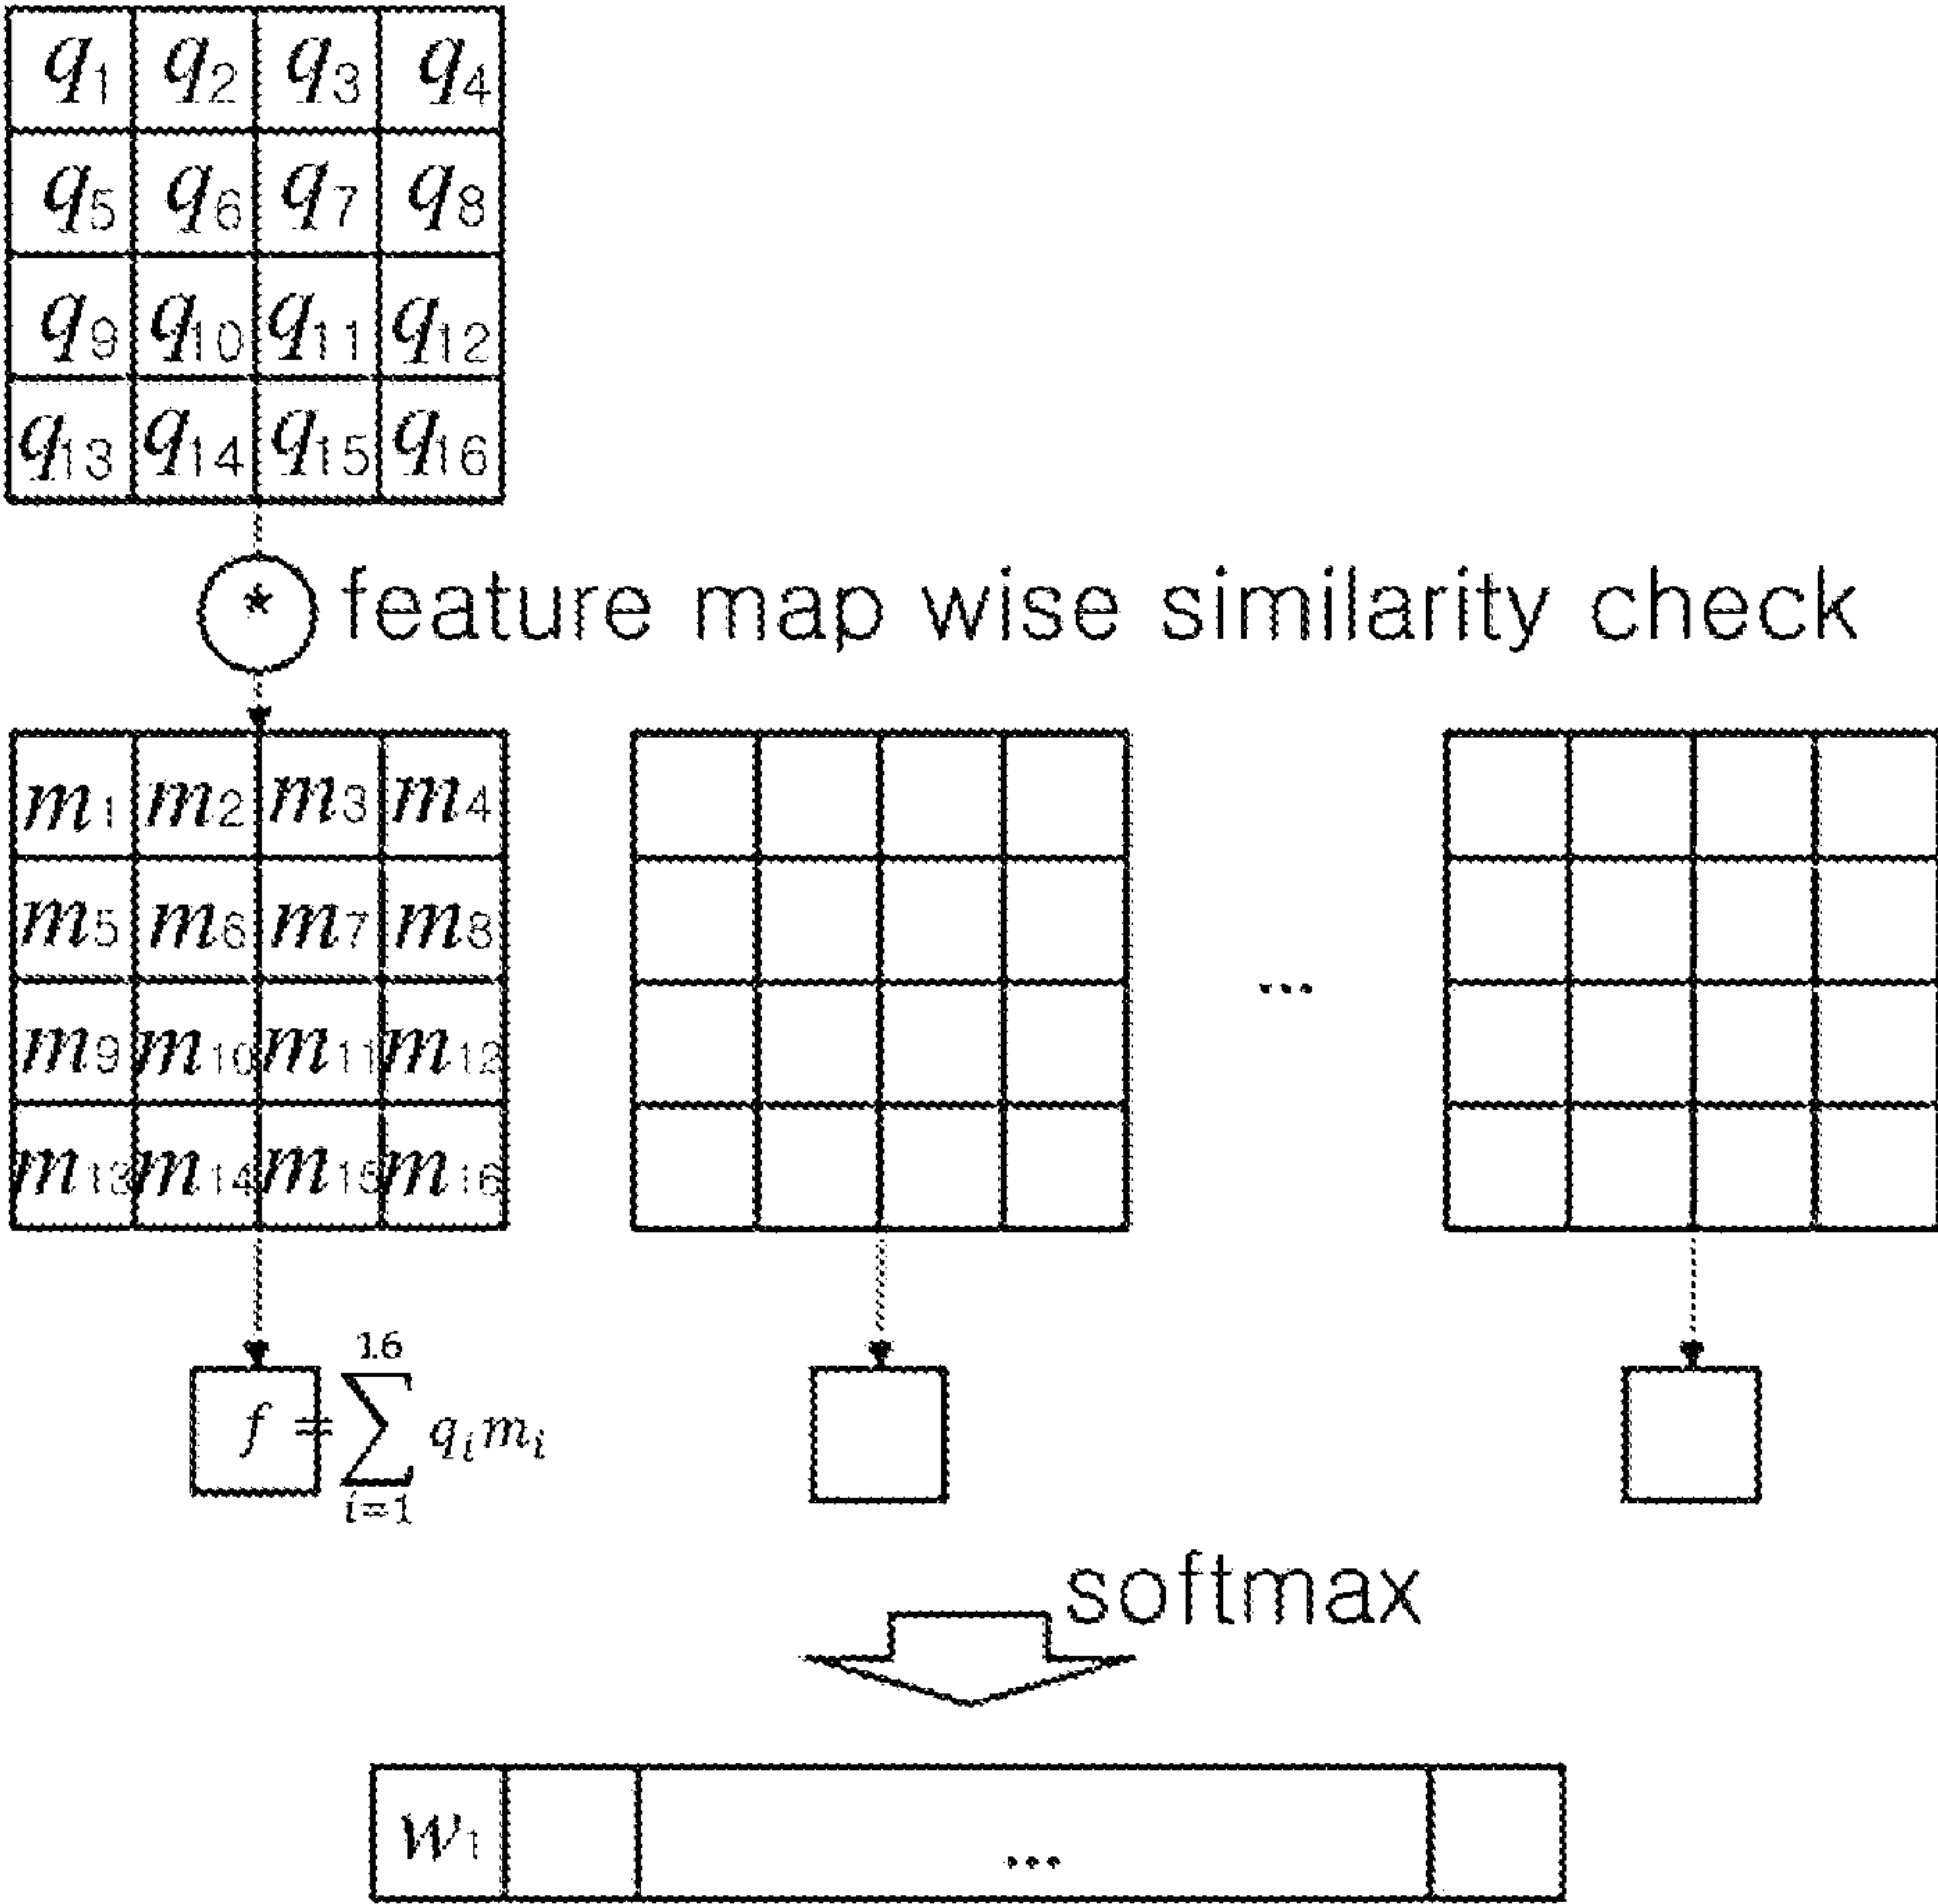 q1 q2 q3 q4
q5 q6 q7 q8
q9 q10 q11 q12
q13 q14 q15 q16
* feature map wise similarity check
m1 m2 m3 m4
m5 m6 m7 m8
m9 m10 m11 m12
m13 m14 m15 m16
...
16
f = ∑ qi mi
i=1
softmax
w1 ...